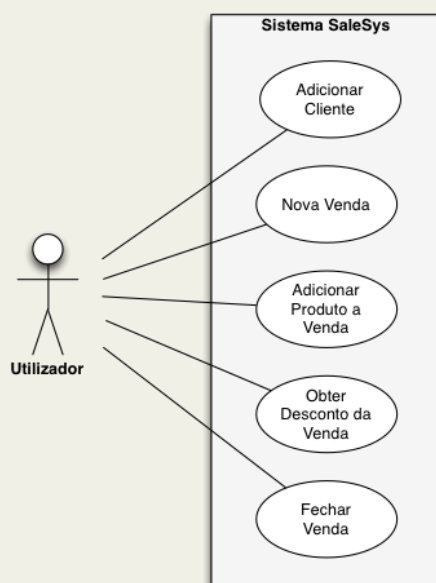 Sistema SaleSys
Adicionar
Cliente
Nova Venda
Adicionar
Produto a
Venda
Utilizador
Obter
Desconto da
Venda
Fechar
Venda